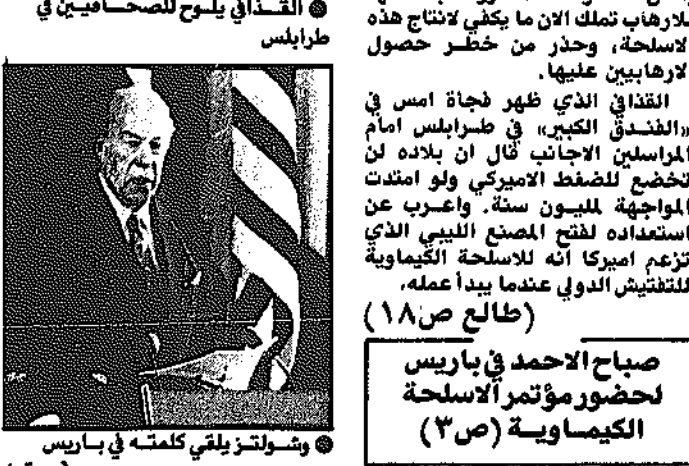 للارهاب تملك الان ما يكفي لانتاج هذه
الاسلحة، وحذر من خطر حصول
الارهابيين عليها.
القذافي الذي ظهر فجأة امس في
«الفندق الكبير» في طرابلس امام
المراسلين الاجانب قال ان بلاده لن
تخضع للضغط الاميركي ولو امتدت
المواجهة لمليون سنة. واعرب عن
استعداده لفتح المصنع الليبي الذي
تزعم اميركا انه للاسلحة الكيماوية
للتفتيش الدولي عندما يبدأ عمله.
(طالع ص١٨)
صباح الاحمد في باريس
لحضور مؤتمر الاسلحة
الكيماوية (ص٣)
القذافي يلوح للصحافيين في
طرابلس
وشولتز يلقي كلمته في باريس